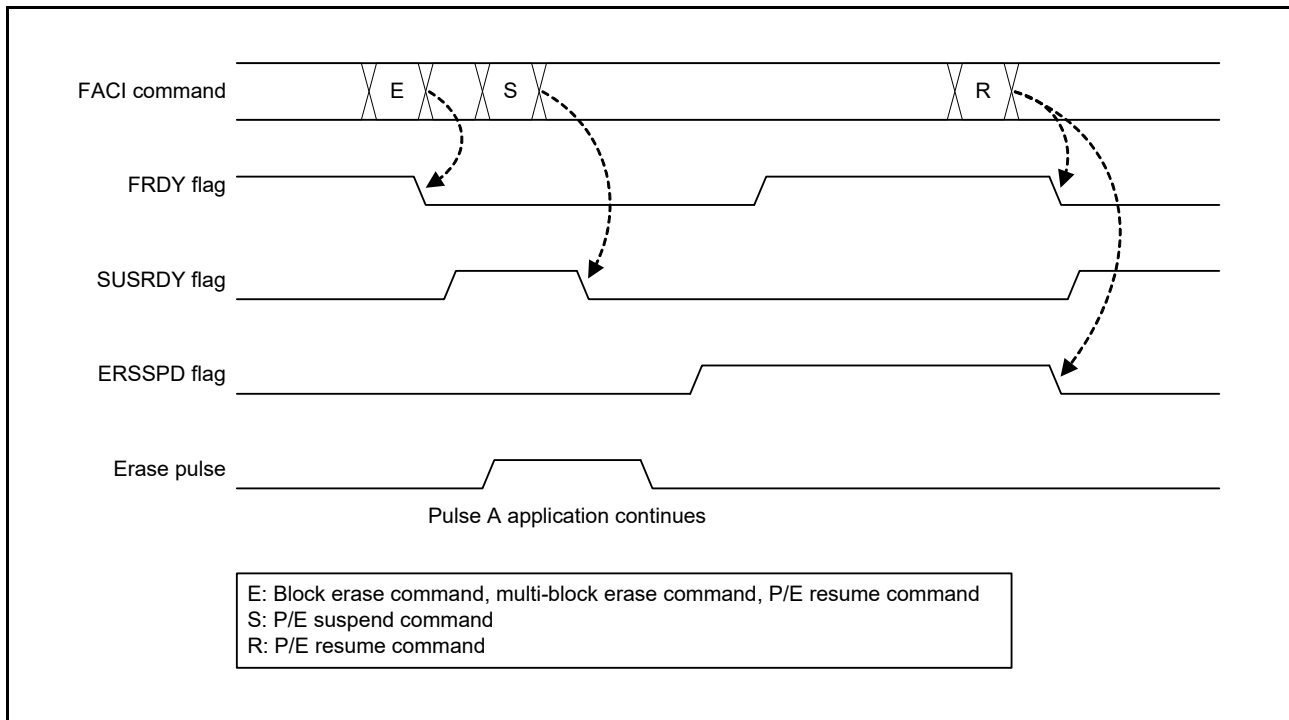 FACI command
E
S
R
FRDY flag
SUSRDY flag
ERSSPD flag
Erase pulse
Pulse A application continues
E: Block erase command, multi-block erase command, P/E resume command
S: P/E suspend command
R: P/E resume command